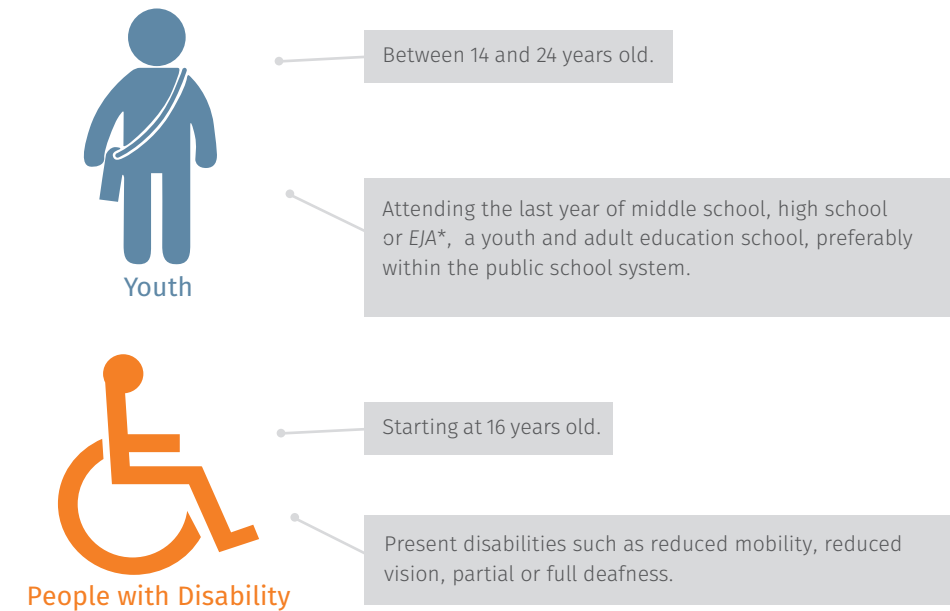 Between 14 and 24 years old.
Attending the last year of middle school, high school
or EJA*, a youth and adult education school, preferably
within the public school system.
Youth
Starting at 16 years old.
Present disabilities such as reduced mobility, reduced
vision, partial or full deafness.
People with Disability